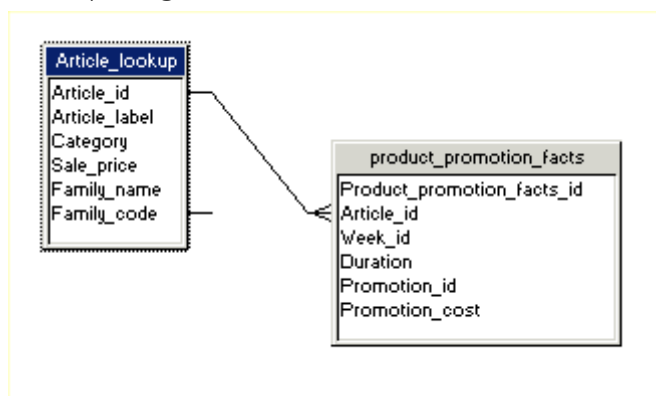 Article_lookup
Article_id
Article_label
Category
Sale_price
Family_name
Family_code
product_promotion_facts
Product_promotion_facts_id
Article_id
Week_id
Duration
Promotion_id
Promotion_cost